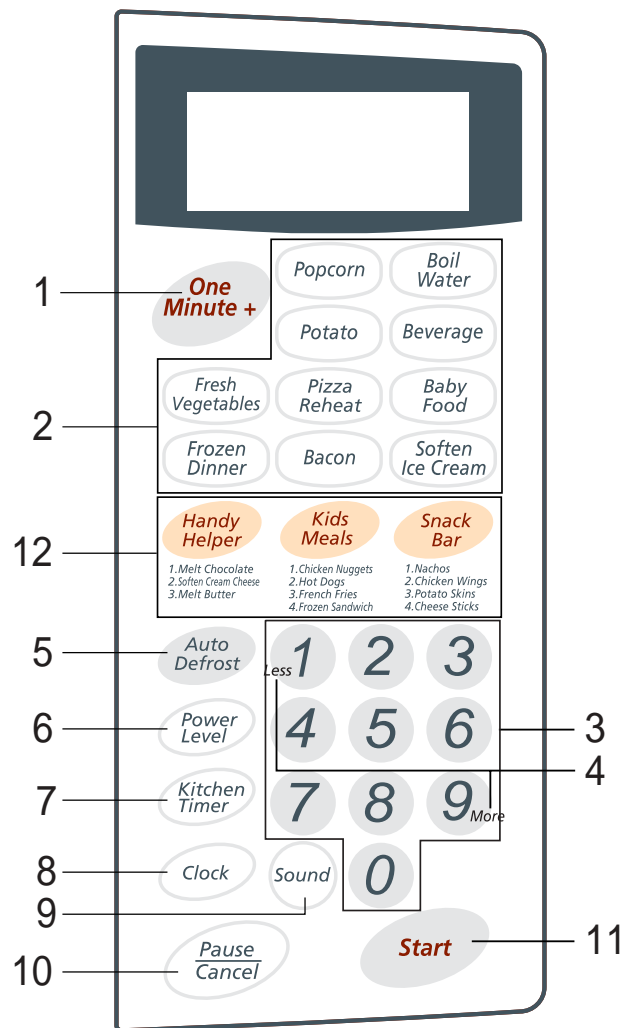 One
Minute +
Popcorn
Boil
Water
Potato
Beverage
Fresh
Vegetables
Pizza
Reheat
Baby
Food
Frozen
Dinner
Bacon
Soften
Ice Cream
1
2
Handy
Helper
Kids
Meals
Snack
Bar
12
1.Melt Chocolate
2.Soften Cream Cheese
3.Melt Butter
1.Chicken Nuggets
2.Hot Dogs
3.French Fries
4.Frozen Sandwich
1.Nachos
2.Chicken Wings
3.Potato Skins
4.Cheese Sticks
5
Auto
Defrost
Less
1 2 3
6
Power
Level
4 5 6
3
4
7
Kitchen
Timer
7 8 9
More
8
Clock
Sound
0
9
10
Pause
Cancel
Start
11